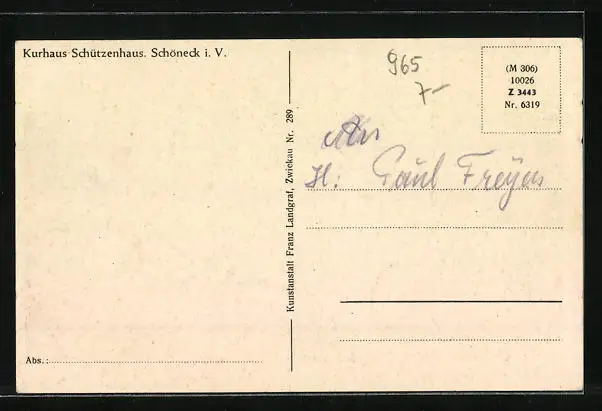 Kurhaus Schützenhaus. Schöneck i. V.
965
7—
(M 306)
10026
Z 3443
Nr. 6319
Kunstanstalt Franz Landgraf, Zwickau Nr. 289
An
H: Paul
Abs.: